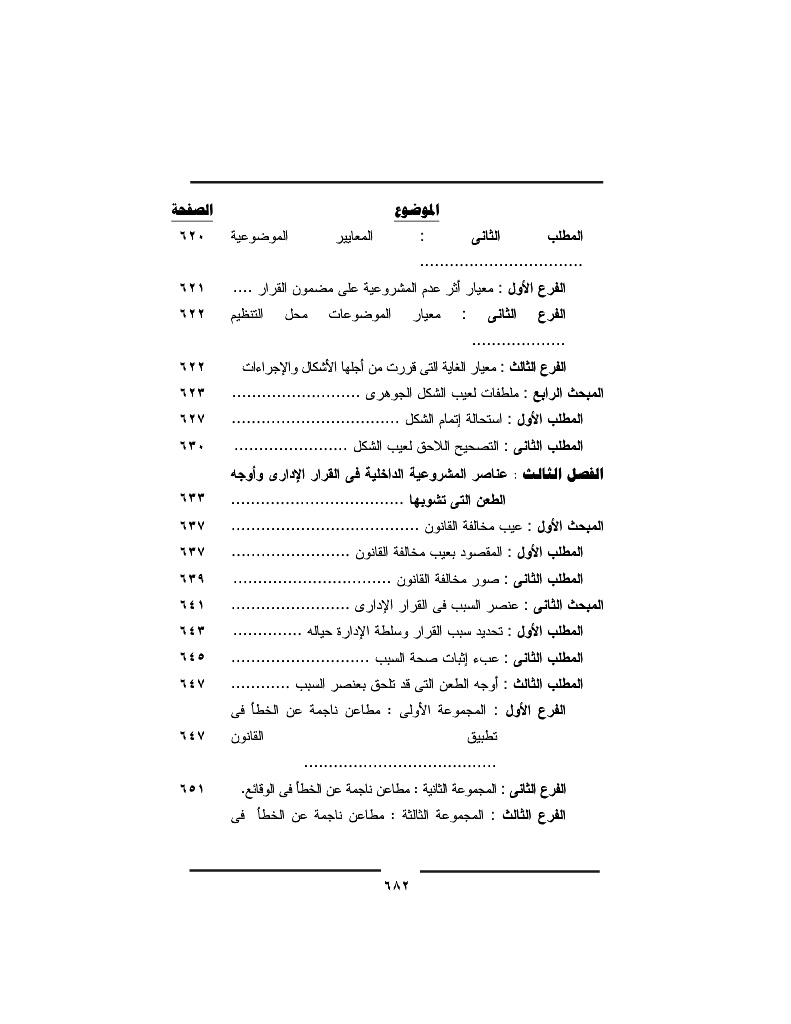 الموضوع الصفحة
المطلب الثانى : المعايير الموضوعية ٦٢٠
.................................
الفرع الأول : معيار أثر عدم المشروعية على مضمون القرار .... ٦٢١
الفرع الثانى : معيار الموضوعات محل التنظيم ٦٢٢
...................
الفرع الثالث : معيار الغاية التى قررت من أجلها الأشكال والإجراءات ٦٢٢
المبحث الرابع : ملطفات لعيب الشكل الجوهرى .......................... ٦٢٣
المطلب الأول : استحالة إتمام الشكل .................................. ٦٢٧
المطلب الثانى : التصحيح اللاحق لعيب الشكل ....................... ٦٣٠
الفصل الثالث : عناصر المشروعية الداخلية فى القرار الإدارى وأوجه
الطعن التى تشوبها ................................... ٦٣٣
المبحث الأول : عيب مخالفة القانون ...................................... ٦٣٧
المطلب الأول : المقصود بعيب مخالفة القانون ........................ ٦٣٧
المطلب الثانى : صور مخالفة القانون ................................ ٦٣٩
المبحث الثانى : عنصر السبب فى القرار الإدارى ........................ ٦٤١
المطلب الأول : تحديد سبب القرار وسلطة الإدارة حياله .............. ٦٤٣
المطلب الثانى : عبء إثبات صحة السبب ............................ ٦٤٥
المطلب الثالث : أوجه الطعن التى قد تلحق بعنصر السبب ............ ٦٤٧
الفرع الأول : المجموعة الأولى : مطاعن ناجمة عن الخطأ فى
تطبيق القانون ٦٤٧
.......................................
الفرع الثانى : المجموعة الثانية : مطاعن ناجمة عن الخطأ فى الوقائع. ٦٥١
الفرع الثالث : المجموعة الثالثة : مطاعن ناجمة عن الخطأ فى
٦٨٢